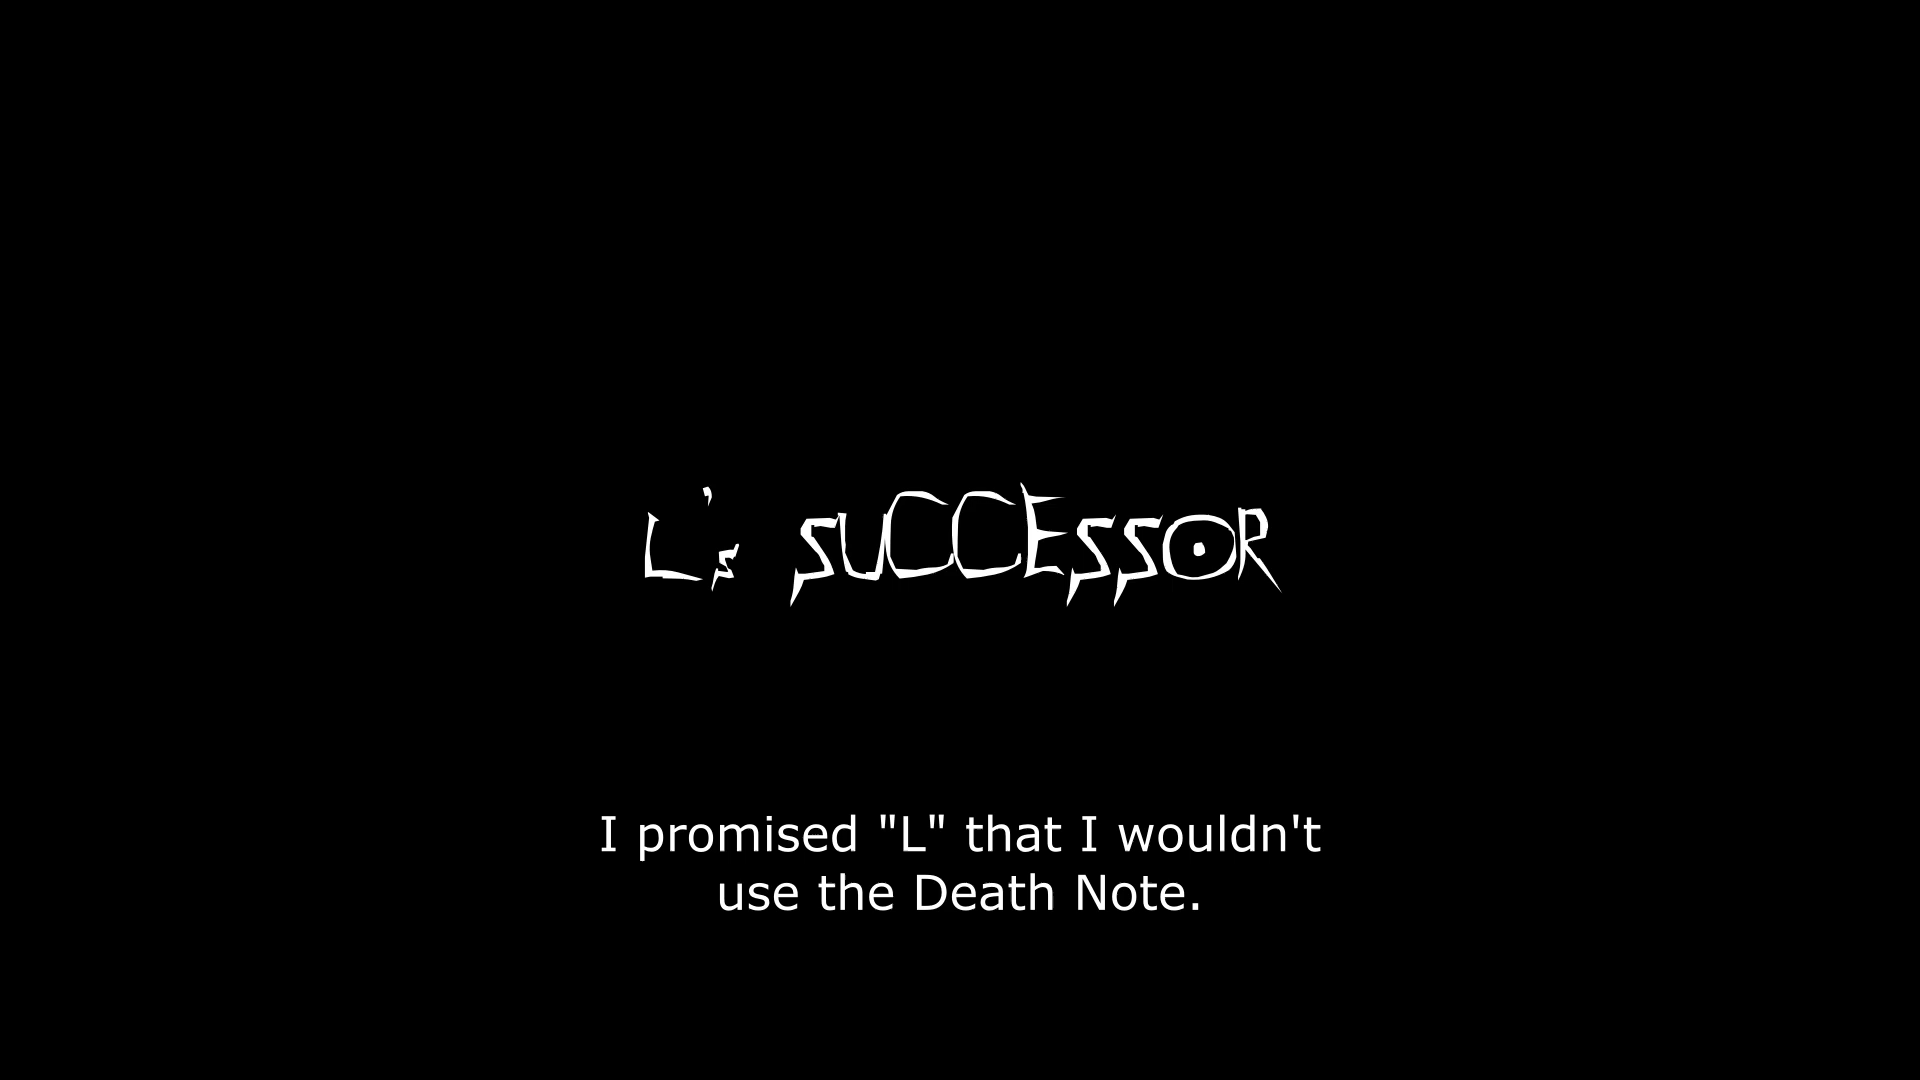 L's SUCCESSOR
I promised "L" that I wouldn't
use the Death Note.